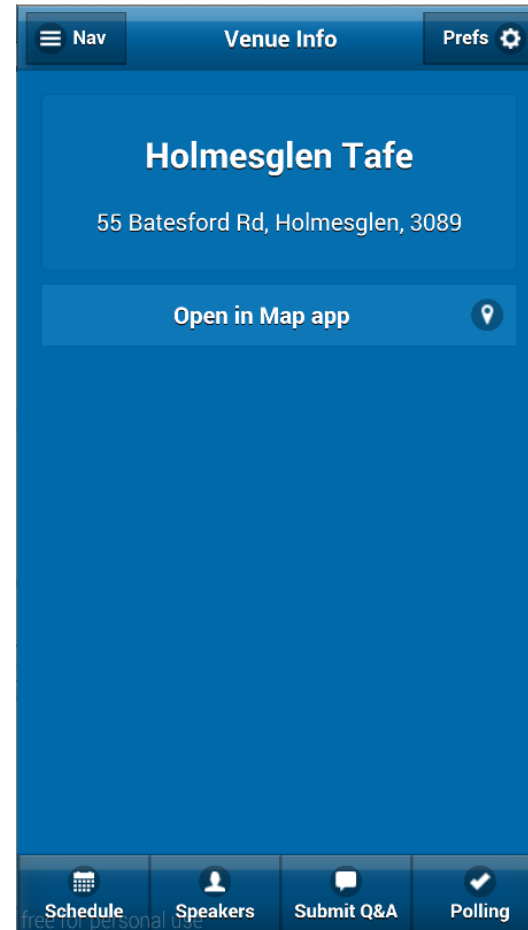 Nav Venue Info Prefs
Holmesglen Tafe
55 Batesford Rd, Holmesglen, 3089
Open in Map app
Schedule Speakers Submit Q&A Polling
free for personal use